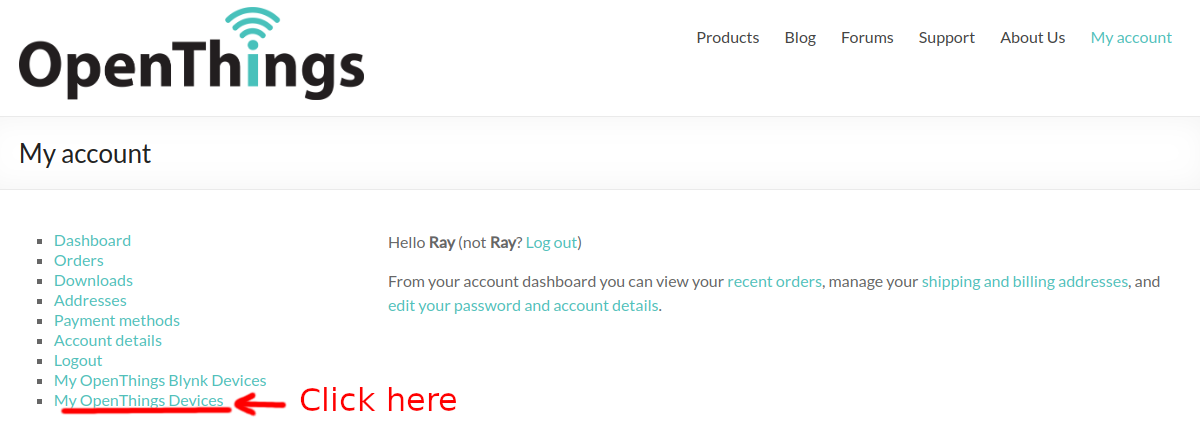 OpenThings
Products Blog Forums Support About Us My account
My account
Dashboard
Orders
Downloads
Addresses
Payment methods
Account details
Logout
My OpenThings Blynk Devices
My OpenThings Devices
Click here
Hello Ray (not Ray? Log out)
From your account dashboard you can view your recent orders, manage your shipping and billing addresses, and
edit your password and account details.